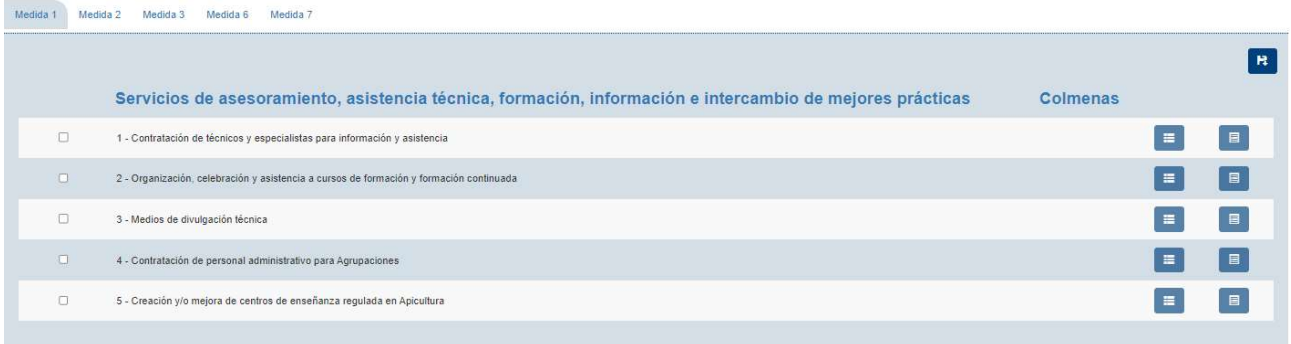 Medida 1 Medida 2 Medida 3 Medida 6 Medida 7
Servicios de asesoramiento, asistencia técnica, formación, información e intercambio de mejores prácticas Colmenas
1 - Contratación de técnicos y especialistas para información y asistencia
2 - Organización, celebración y asistencia a cursos de formación y formación continuada
3 - Medios de divulgación técnica
4 - Contratación de personal administrativo para Agrupaciones
5 - Creación y/o mejora de centros de enseñanza regulada en Apicultura